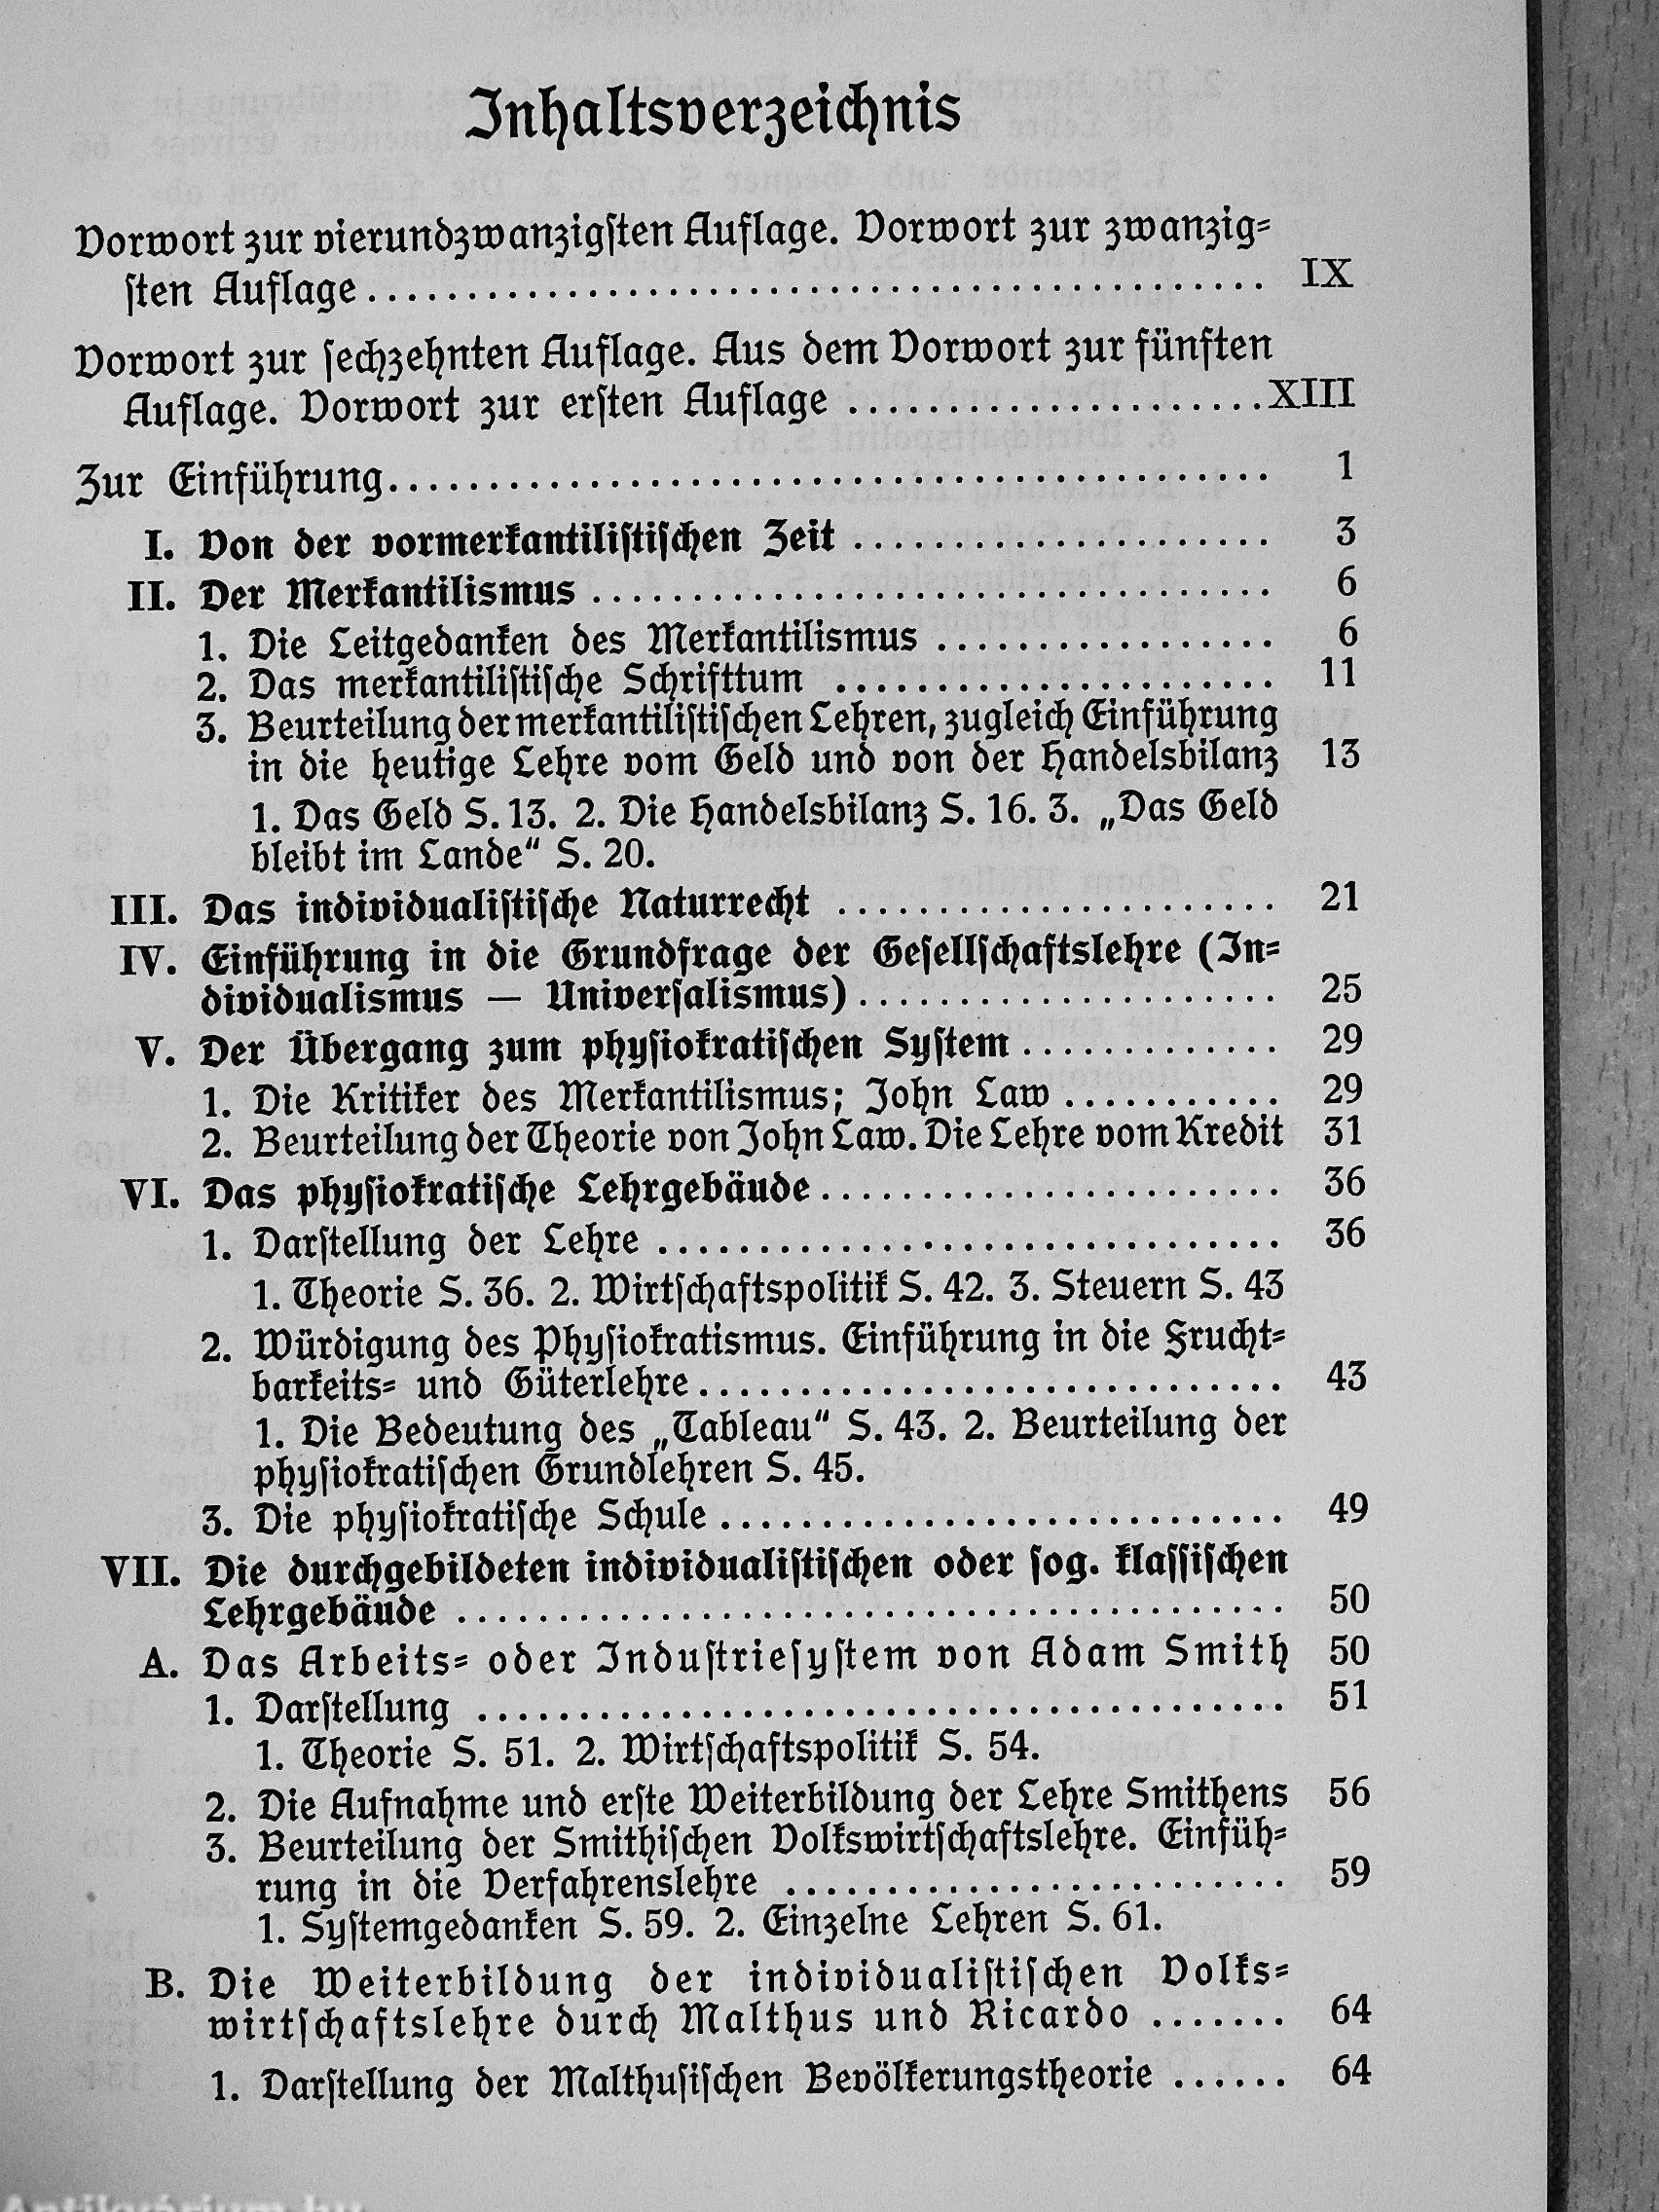 Inhaltsverzeichnis
Vorwort zur vierundzwanzigsten Auflage. Vorwort zur zwanzig-
sten Auflage .............................................. IX
Vorwort zur sechzehnten Auflage. Aus dem Vorwort zur fünften
Auflage. Vorwort zur ersten Auflage ..................... XIII
Zur Einführung ............................................. 1
I. Von der vormerkantilistischen Zeit ...................... 3
II. Der Merkantilismus .................................. 6
1. Die Leitgedanken des Merkantilismus ................. 6
2. Das merkantilistische Schrifttum ...................... 11
3. Beurteilung der merkantilistischen Lehren, zugleich Einführung
in die heutige Lehre vom Geld und von der Handelsbilanz 13
1. Das Geld S. 13. 2. Die Handelsbilanz S. 16. 3. „Das Geld
bleibt im Lande“ S. 20.
III. Das individualistische Naturrecht ...................... 21
IV. Einführung in die Grundfrage der Gesellschaftslehre (In-
dividualismus — Universalismus) ..................... 25
V. Der Übergang zum physiokratischen System ............. 29
1. Die Kritiker des Merkantilismus; John Law ........... 29
2. Beurteilung der Theorie von John Law. Die Lehre vom Kredit 31
VI. Das physiokratische Lehrgebäude ....................... 36
1. Darstellung der Lehre ............................... 36
1. Theorie S. 36. 2. Wirtschaftspolitik S. 42. 3. Steuern S. 43
2. Würdigung des Physiokratismus. Einführung in die Frucht-
barkeits- und Güterlehre ............................. 43
1. Die Bedeutung des „Tableau“ S. 43. 2. Beurteilung der
physiokratischen Grundlehren S. 45.
3. Die physiokratische Schule ............................ 49
VII. Die durchgebildeten individualistischen oder sog. klassischen
Lehrgebäude ......................................... 50
A. Das Arbeits- oder Industriesystem von Adam Smith 50
1. Darstellung ........................................ 51
1. Theorie S. 51. 2. Wirtschaftspolitik S. 54.
2. Die Aufnahme und erste Weiterbildung der Lehre Smithens 56
3. Beurteilung der Smithischen Volkswirtschaftslehre. Einfüh-
rung in die Verfahrenslehre ......................... 59
1. Systemgedanken S. 59. 2. Einzelne Lehren S. 61.
B. Die Weiterbildung der individualistischen Volks-
wirtschaftslehre durch Malthus und Ricardo ....... 64
1. Darstellung der Malthusischen Bevölkerungstheorie ...... 64